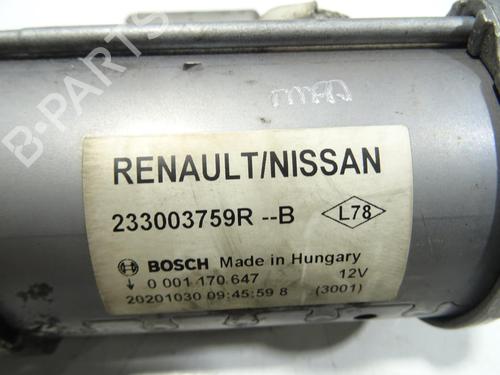 B-PARTS
RENAULT/NISSAN
233003759R --B L78
BOSCH Made in Hungary
0 001 170 647 12V
20201030 09:45:59 8 (3001)